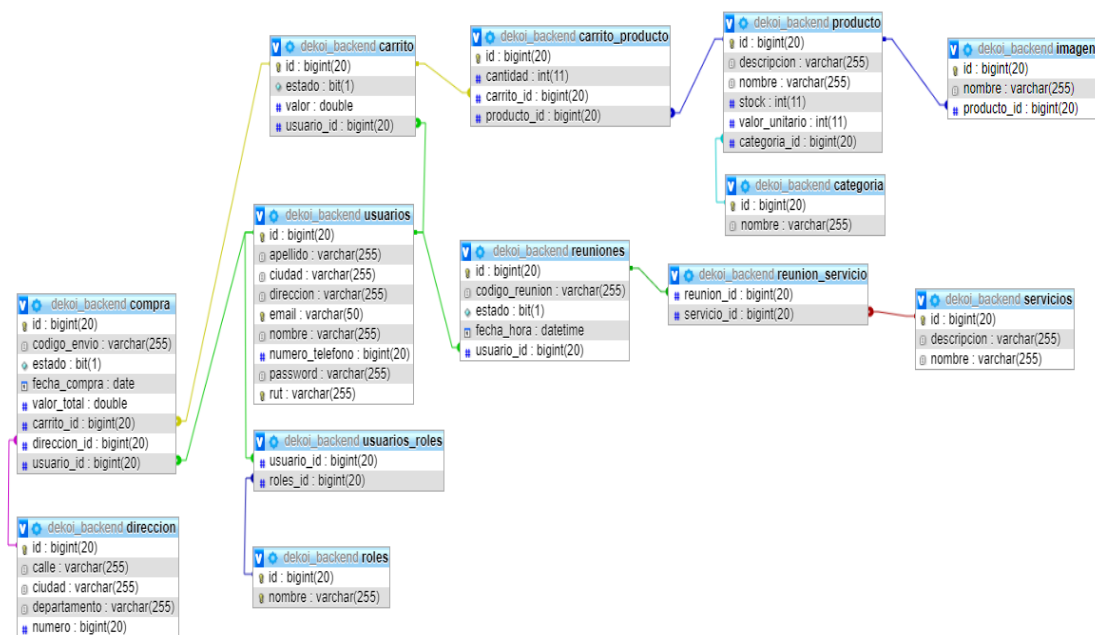 dekoi_backend carrito
id : bigint(20)
estado : bit(1)
valor : double
usuario_id : bigint(20)
dekoi_backend carrito_producto
id : bigint(20)
cantidad : int(11)
carrito_id : bigint(20)
producto_id : bigint(20)
dekoi_backend producto
id : bigint(20)
descripcion : varchar(255)
nombre : varchar(255)
stock : int(11)
valor_unitario : int(11)
categoria_id : bigint(20)
dekoi_backend imagen
id : bigint(20)
nombre : varchar(255)
producto_id : bigint(20)
dekoi_backend categoria
id : bigint(20)
nombre : varchar(255)
dekoi_backend usuarios
id : bigint(20)
apellido : varchar(255)
ciudad : varchar(255)
direccion : varchar(255)
email : varchar(50)
nombre : varchar(255)
numero_telefono : bigint(20)
password : varchar(255)
rut : varchar(255)
dekoi_backend reuniones
id : bigint(20)
codigo_reunion : varchar(255)
estado : bit(1)
fecha_hora : datetime
usuario_id : bigint(20)
dekoi_backend reunion_servicio
reunion_id : bigint(20)
servicio_id : bigint(20)
dekoi_backend servicios
id : bigint(20)
descripcion : varchar(255)
nombre : varchar(255)
dekoi_backend compra
id : bigint(20)
codigo_envio : varchar(255)
estado : bit(1)
fecha_compra : date
valor_total : double
carrito_id : bigint(20)
direccion_id : bigint(20)
usuario_id : bigint(20)
dekoi_backend usuarios_roles
usuario_id : bigint(20)
roles_id : bigint(20)
dekoi_backend direccion
id : bigint(20)
calle : varchar(255)
ciudad : varchar(255)
departamento : varchar(255)
numero : bigint(20)
dekoi_backend roles
id : bigint(20)
nombre : varchar(255)